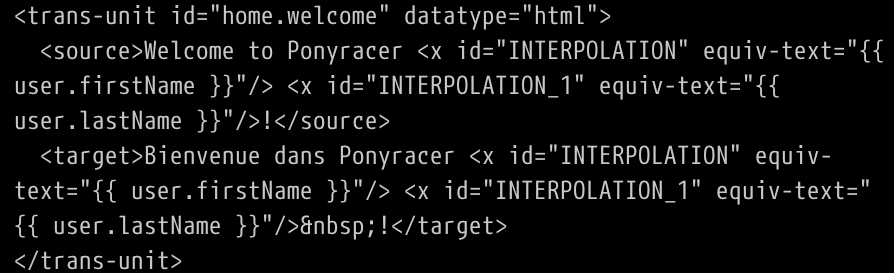 <trans-unit id="home.welcome" datatype="html">
  <source>Welcome to Ponyracer <x id="INTERPOLATION" equiv-text="{{
user.firstName }}"/> <x id="INTERPOLATION_1" equiv-text="{{
user.lastName }}"/>!</source>
  <target>Bienvenue dans Ponyracer <x id="INTERPOLATION" equiv-
text="{{ user.firstName }}"/> <x id="INTERPOLATION_1" equiv-text="
{{ user.lastName }}"/>&nbsp;!</target>
</trans-unit>